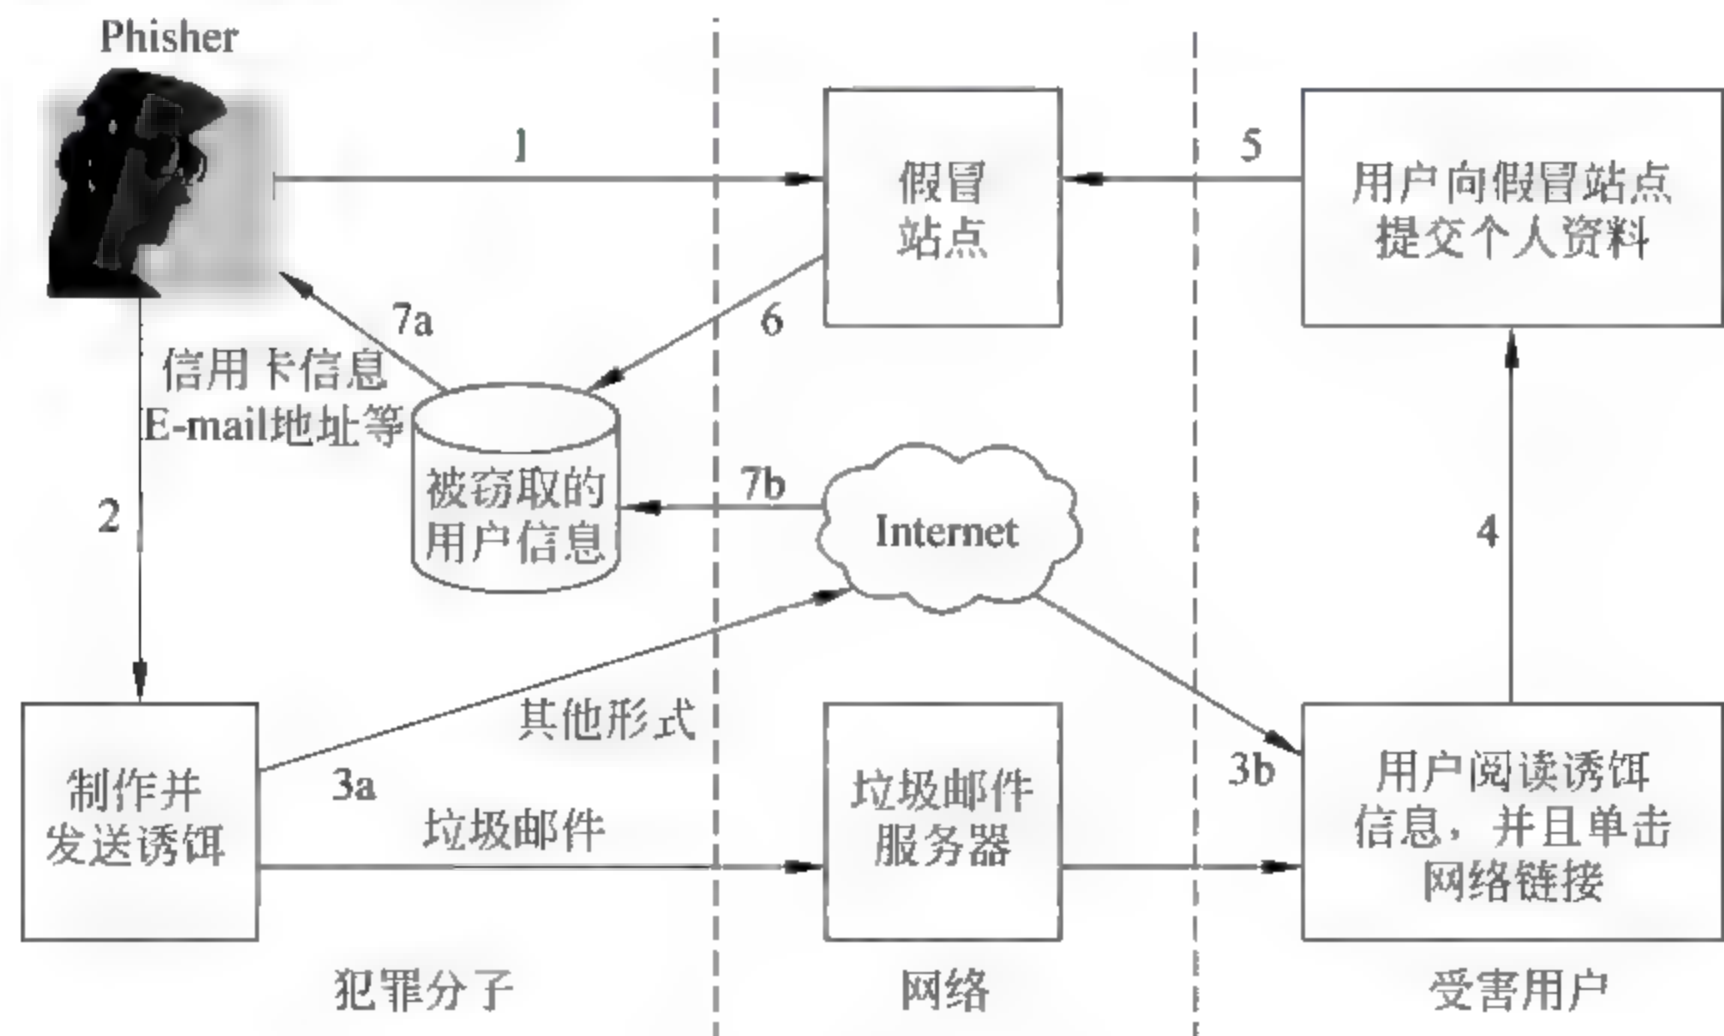 Phisher
1
假冒
站点
5
用户向假冒站点
提交个人资料
7a
6
信用卡信息
E-mail地址等
2
被窃取的
用户信息
7b
Internet
4
制作并
发送诱饵
其他形式
3a
垃圾邮件
垃圾邮件
服务器
3b
用户阅读诱饵
信息，并且单击
网络链接
犯罪分子
网络
受害用户